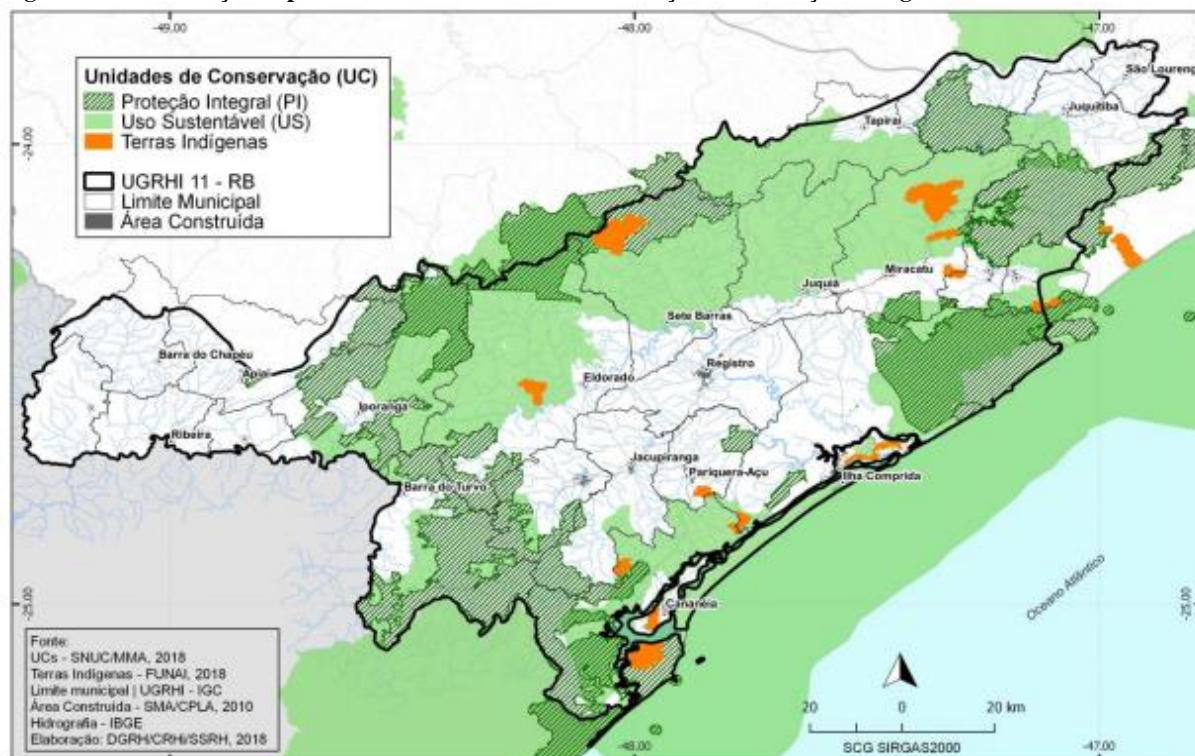 -49.00
-48.00
-47.00
Unidades de Conservação (UC)
Proteção Integral (PI)
Uso Sustentável (US)
Terras Indígenas
UGRHI 11 - RB
Limite Municipal
Área Construída
São Lourenç
Juquitiba
Tapiraí
-24.00
-24.00
Miracatu
Juquiá
Sete Barras
Registro
Eldorado
Barra do Chapéu
Apiaí
Iporanga
Ribeira
Jacupiranga
Pariquera-Açu
Ilha Comprida
Barra do Turvo
Cananéia
Oceano Atlântico
-25.00
-25.00
Fonte:
UCs - SNUC/MMA, 2018
Terras Indígenas - FUNAI, 2018
Limite municipal | UGRHI - IGC
Área Construída - SMA/CPLA, 2010
Hidrografia - IBGE
Elaboração: DGRH/CRHi/SSRH, 2018
20 0 20 km
SCG SIRGAS2000
-48.00
-47.00